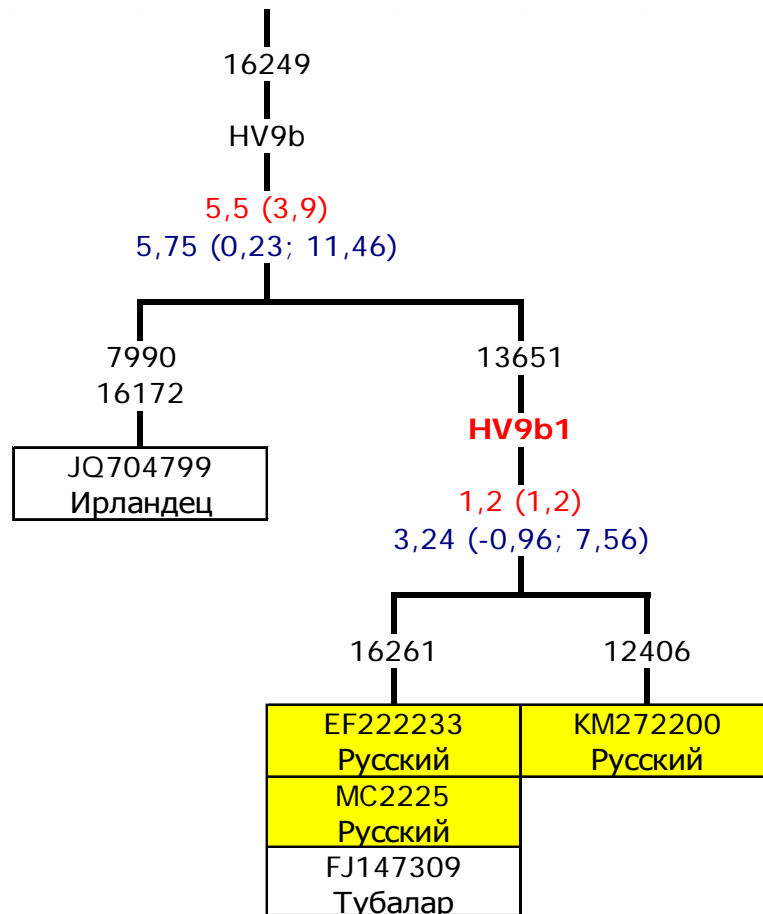 16249
HV9b
5,5 (3,9)
5,75 (0,23; 11,46)
7990
16172
13651
JQ704799
Ирландец
HV9b1
1,2 (1,2)
3,24 (-0,96; 7,56)
16261
12406
EF222233
Русский
KM272200
Русский
MC2225
Русский
FJ147309
Тубалар